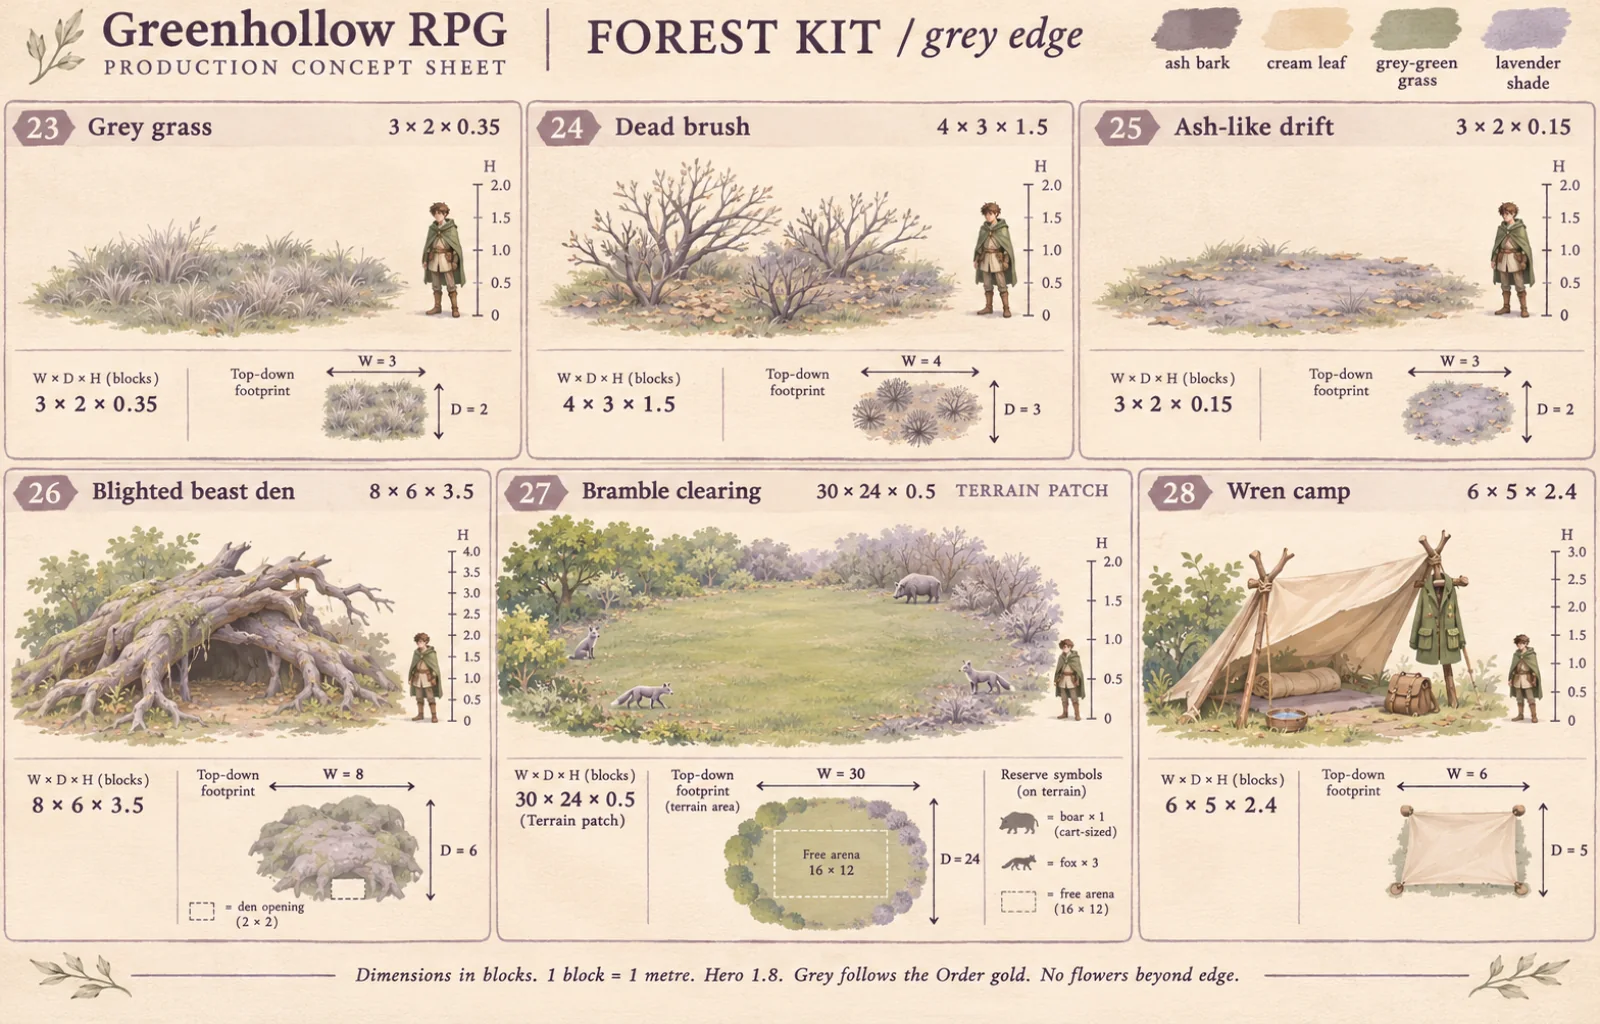 Greenhollow RPG
PRODUCTION CONCEPT SHEET
FOREST KIT / grey edge
ash bark
cream leaf
grey-green
grass
lavender
shade
23 Grey grass 3 × 2 × 0.35
H
2.0
1.5
1.0
0.5
0
W × D × H (blocks)
3 × 2 × 0.35
Top-down
footprint
W = 3
D = 2
24 Dead brush 4 × 3 × 1.5
H
2.0
1.5
1.0
0.5
0
W × D × H (blocks)
4 × 3 × 1.5
Top-down
footprint
W = 4
D = 3
25 Ash-like drift 3 × 2 × 0.15
H
2.0
1.5
1.0
0.5
0
W × D × H (blocks)
3 × 2 × 0.15
Top-down
footprint
W = 3
D = 2
26 Blighted beast den 8 × 6 × 3.5
H
4.0
3.5
3.0
2.5
2.0
1.5
1.0
0.5
0
W × D × H (blocks)
8 × 6 × 3.5
Top-down
footprint
W = 8
D = 6
= den opening
(2 × 2)
27 Bramble clearing 30 × 24 × 0.5 TERRAIN PATCH
H
2.0
1.5
1.0
0.5
0
W × D × H (blocks)
30 × 24 × 0.5
(Terrain patch)
Top-down
footprint
(terrain area)
W = 30
Free arena
16 × 12
D = 24
Reserve symbols
(on terrain)
= boar × 1
(cart-sized)
= fox × 3
= free arena
(16 × 12)
28 Wren camp 6 × 5 × 2.4
H
3.0
2.5
2.0
1.5
1.0
0.5
0
W × D × H (blocks)
6 × 5 × 2.4
Top-down
footprint
W = 6
D = 5
Dimensions in blocks. 1 block = 1 metre. Hero 1.8. Grey follows the Order gold. No flowers beyond edge.